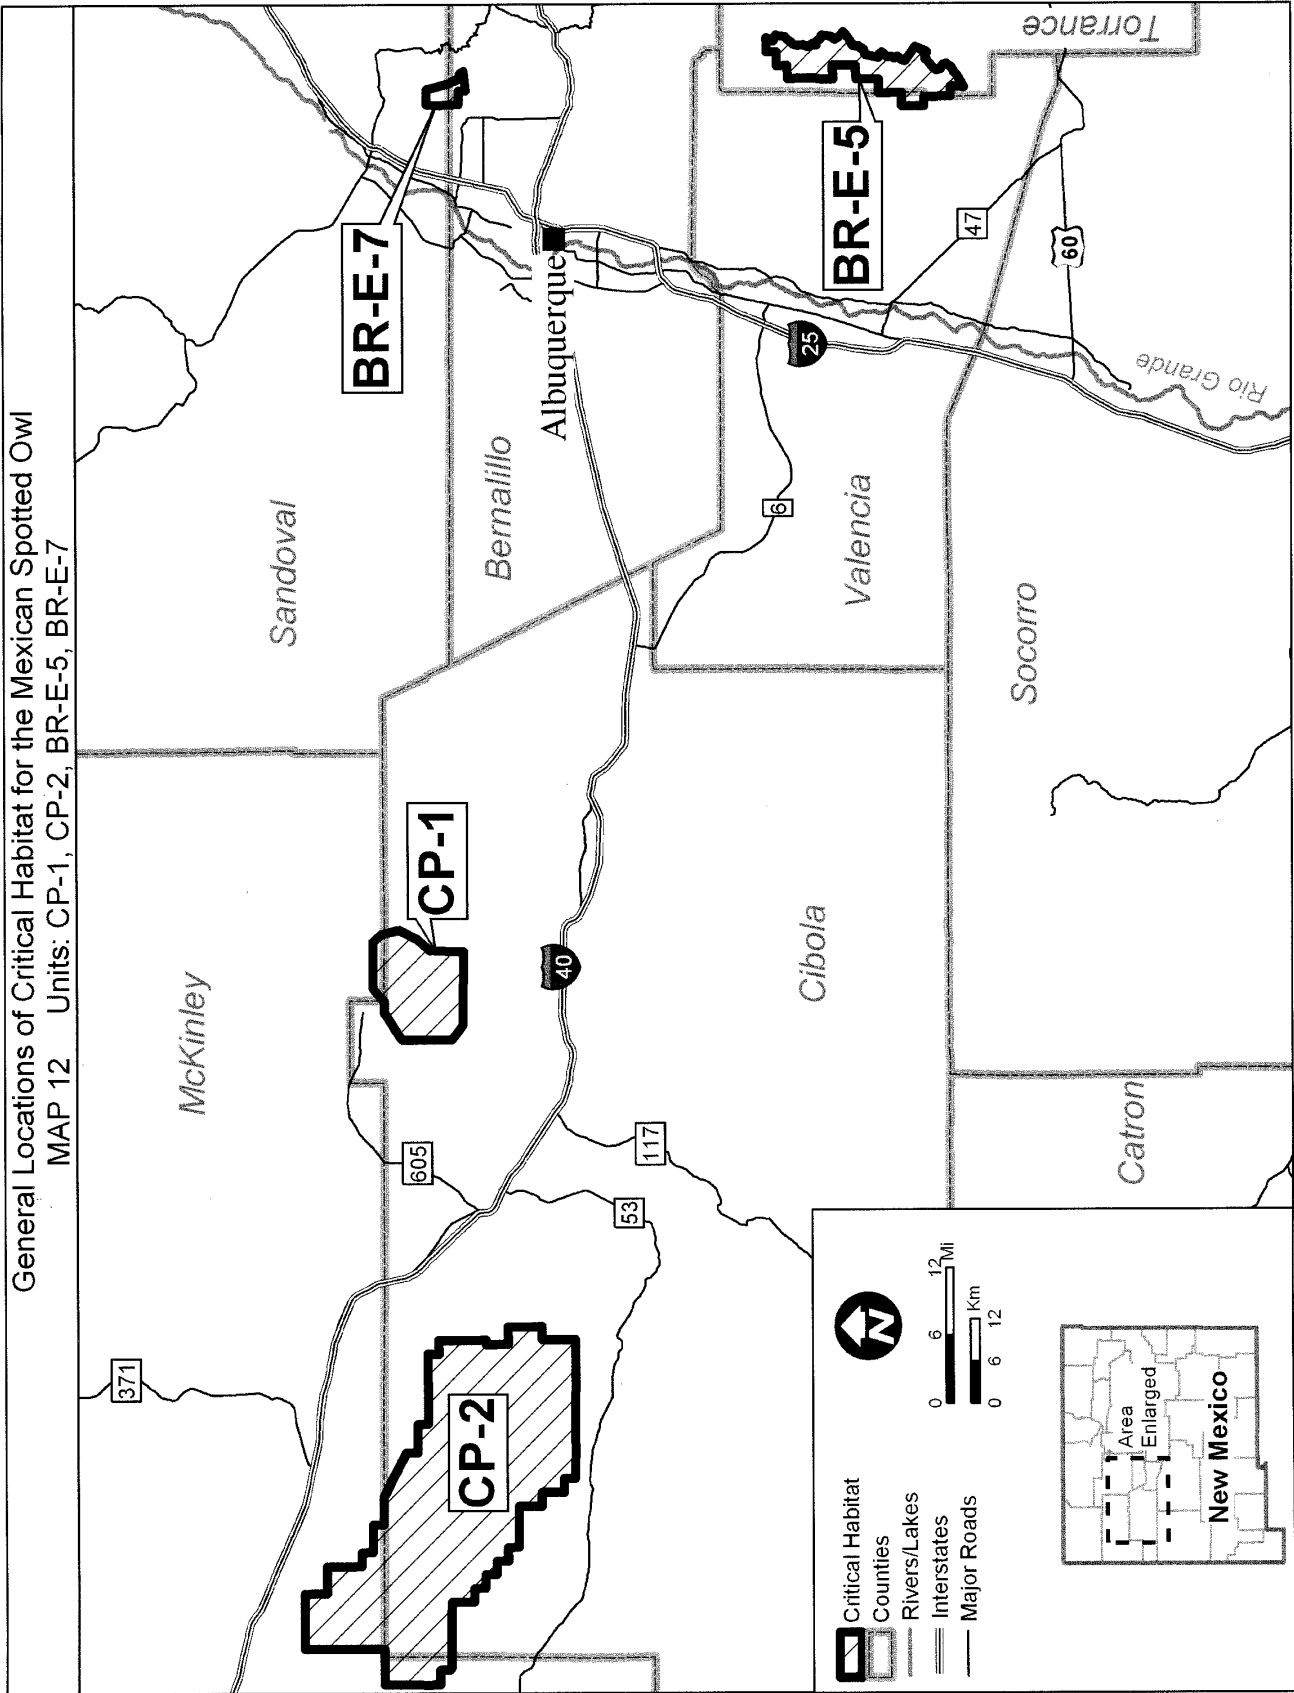 General Locations of Critical Habitat for the Mexican Spotted Owl
MAP 12 Units: CP-1, CP-2, BR-E-5, BR-E-7
371
McKinley
Sandoval
BR-E-7
CP-1
605
Bernalillo
CP-2
Albuquerque
40
53
117
6
25
Cibola
Valencia
BR-E-5
47
Socorro
60
Torrance
Catron
Rio Grande
N
0 6 12 Mi
Km
0 6 12
Critical Habitat
Counties
Rivers/Lakes
Interstates
Major Roads
Area
Enlarged
New Mexico